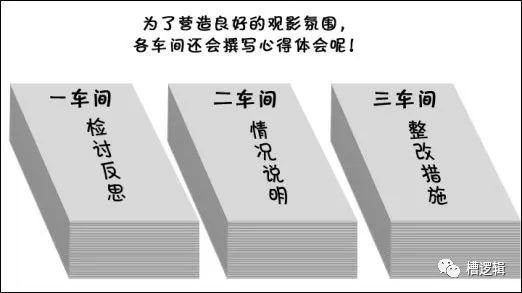 为了营造良好的观影氛围，
各车间还会撰写心得体会呢！
一车间
检讨反思
二车间
情况说明
三车间
整改措施
槽逻辑